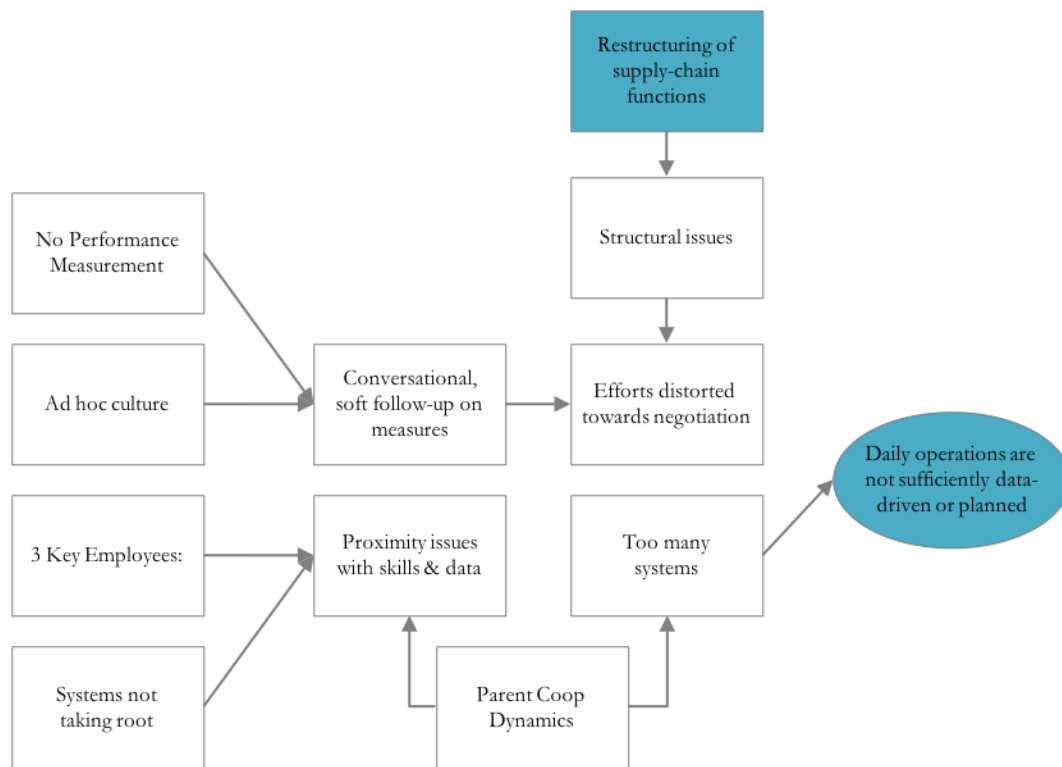 Restructuring of
supply-chain
functions
No Performance
Measurement
Structural issues
Ad hoc culture
Conversational,
soft follow-up on
measures
Efforts distorted
towards negotiation
Daily operations are
not sufficiently data-
driven or planned
3 Key Employees:
Proximity issues
with skills & data
Too many
systems
Systems not
taking root
Parent Coop
Dynamics